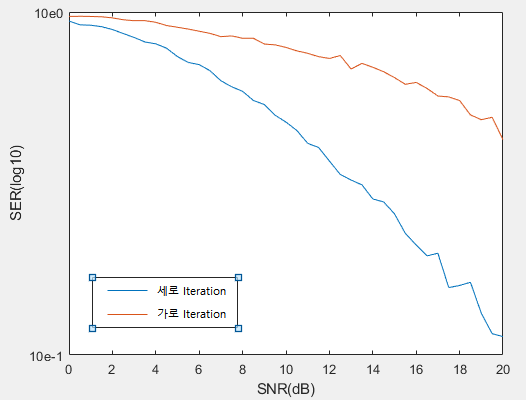 10e0
SER(log10)
세로 Iteration
가로 Iteration
10e-1
0 2 4 6 8 10 12 14 16 18 20
SNR(dB)